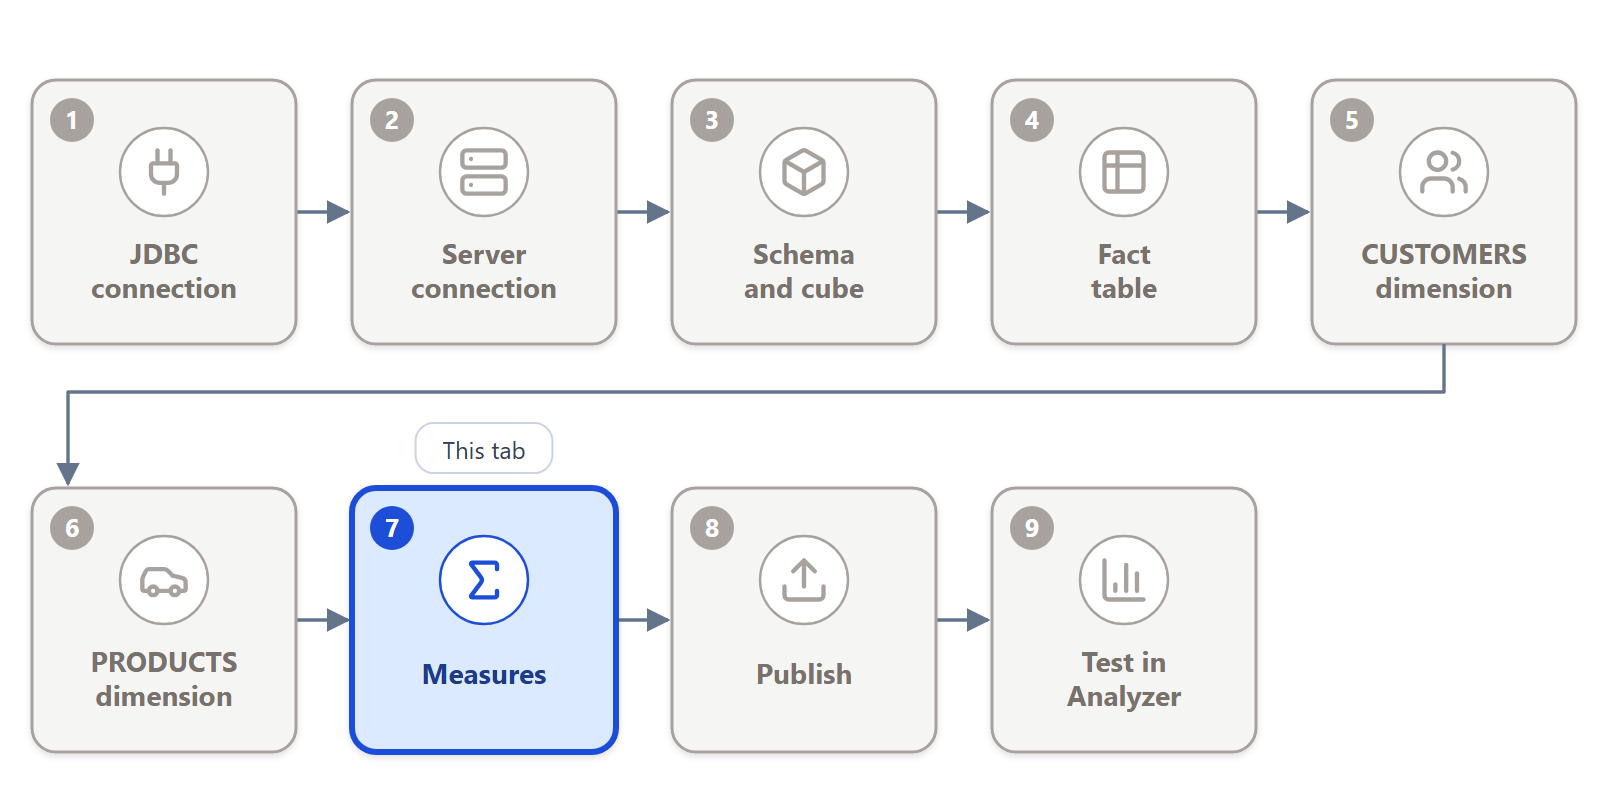 1
JDBC
connection
2
Server
connection
3
Schema
and cube
4
Fact
table
5
CUSTOMERS
dimension
6
PRODUCTS
dimension
This tab
7
Measures
8
Publish
9
Test in
Analyzer